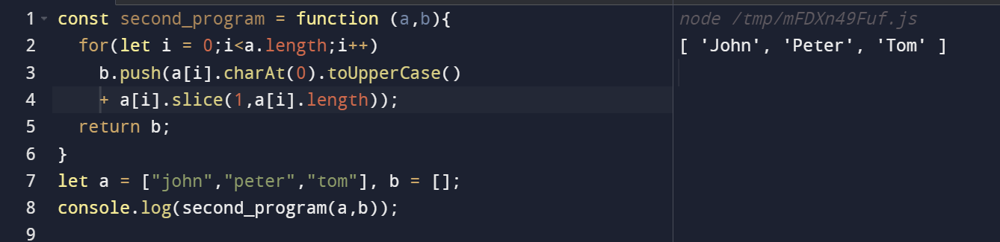 1 const second_program = function (a,b){
2 for(let i = 0;i<a.length;i++)
3 b.push(a[i].charAt(0).toUpperCase()
4 + a[i].slice(1,a[i].length));
5 return b;
6 }
7 let a = ["john","peter","tom"], b = [];
8 console.log(second_program(a,b));
9
node /tmp/mFDXn49Fuf.js
[ 'John', 'Peter', 'Tom' ]